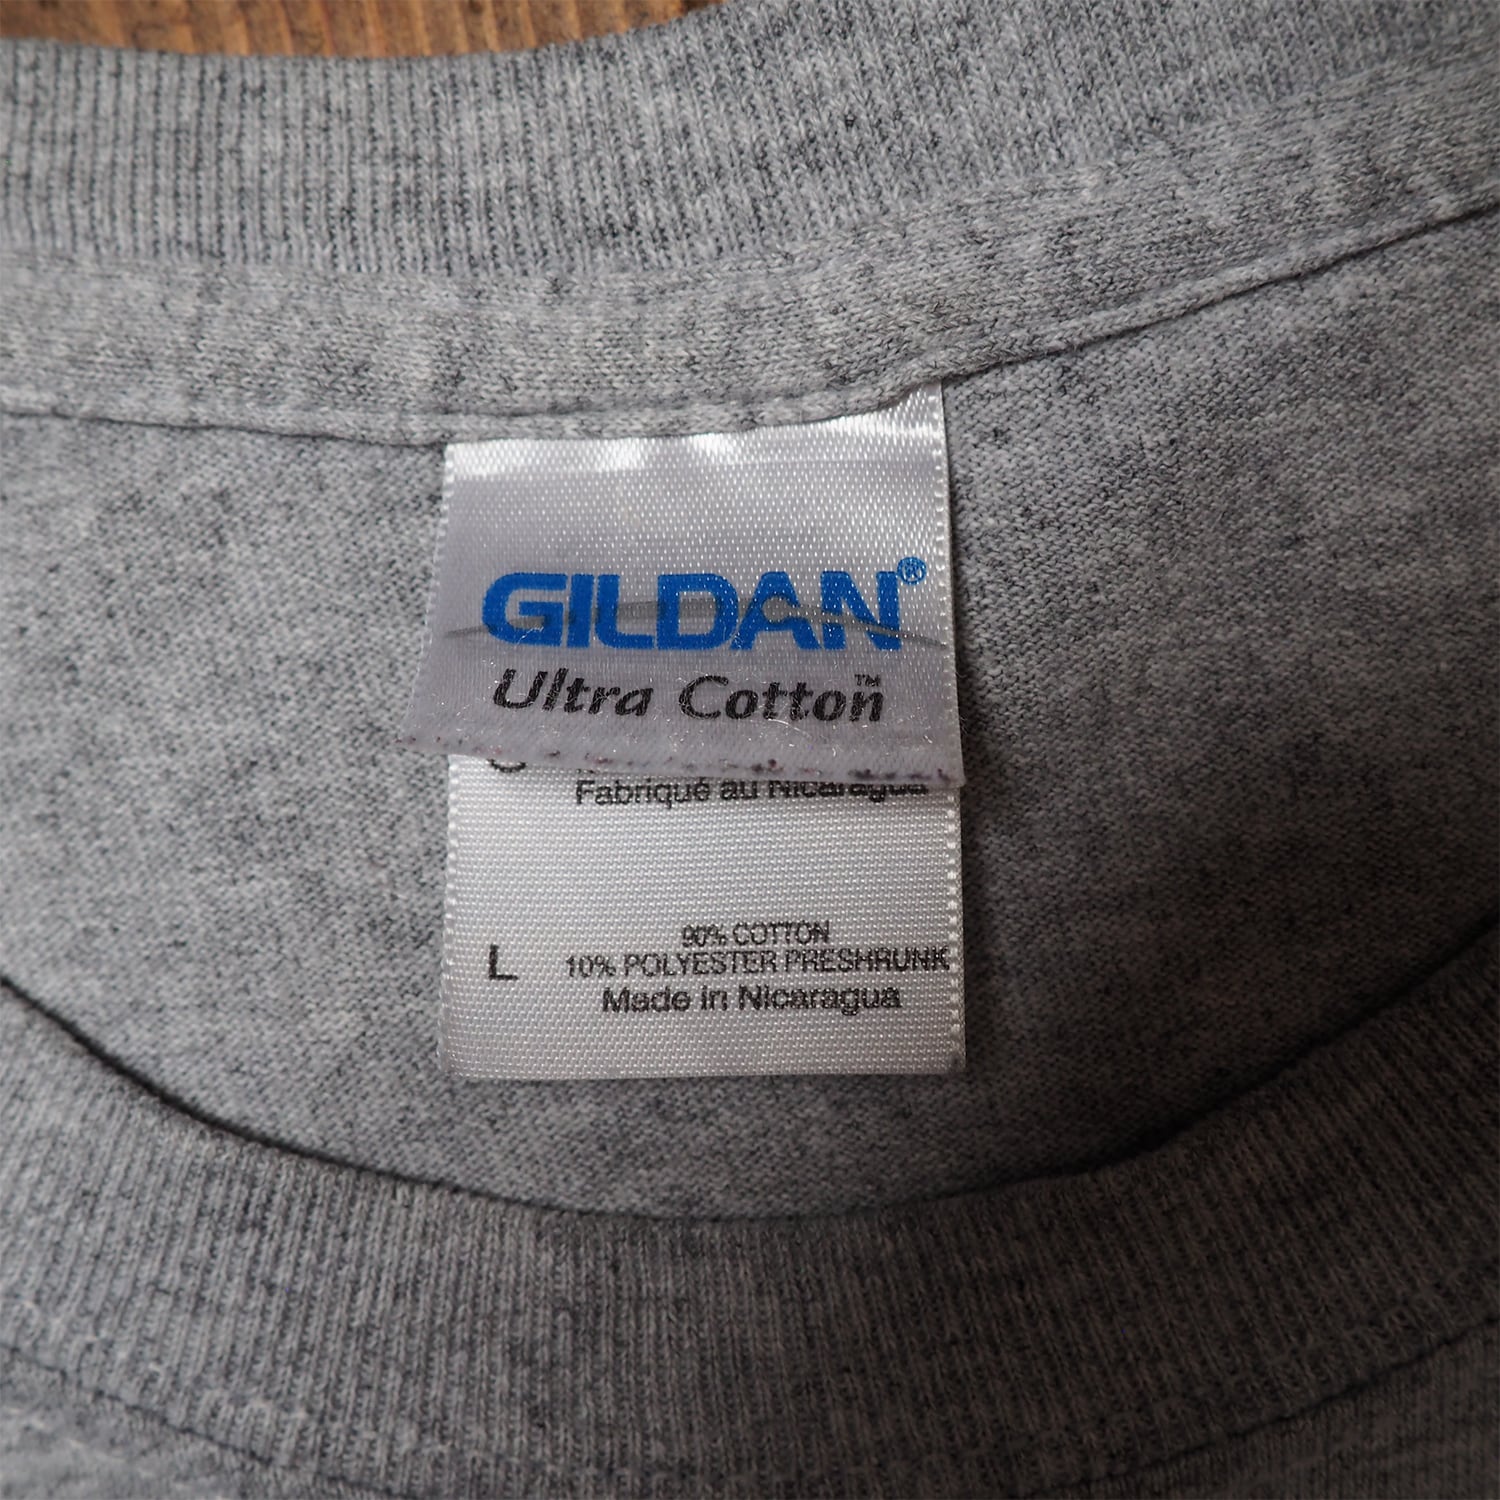 GILDAN®
Ultra Cotton™
Fabriqué au Nicaragua
90% COTTON
L 10% POLYESTER PRESHRUNK
Made in Nicaragua